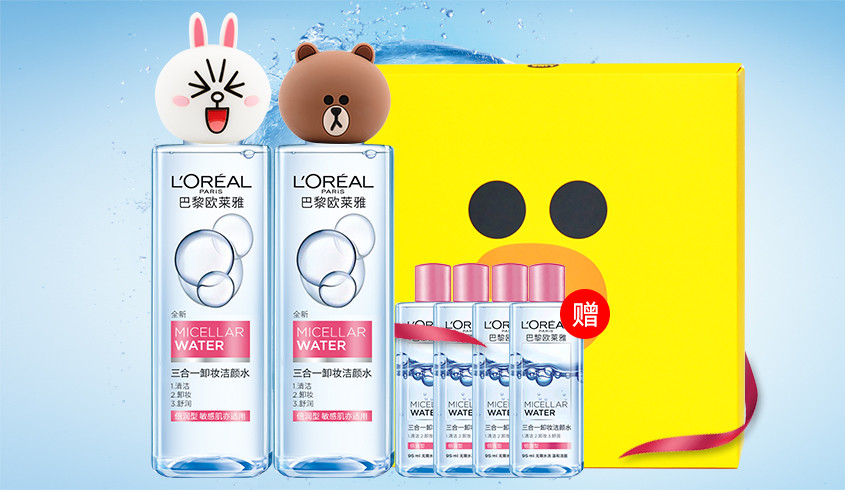 L'ORÉAL
PARIS
巴黎欧莱雅
全新
MICELLAR
WATER
三合一卸妆洁颜水
1.清洁
2.卸妆
3.舒润
倍润型 敏感肌亦适用
L'ORÉAL
PARIS
巴黎欧莱雅
全新
MICELLAR
WATER
三合一卸妆洁颜水
1.清洁
2.卸妆
3.舒润
倍润型 敏感肌亦适用
赠
L'ORÉAL
巴黎欧莱雅
MICELLAR
WATER
三合一卸妆洁颜水
95ml